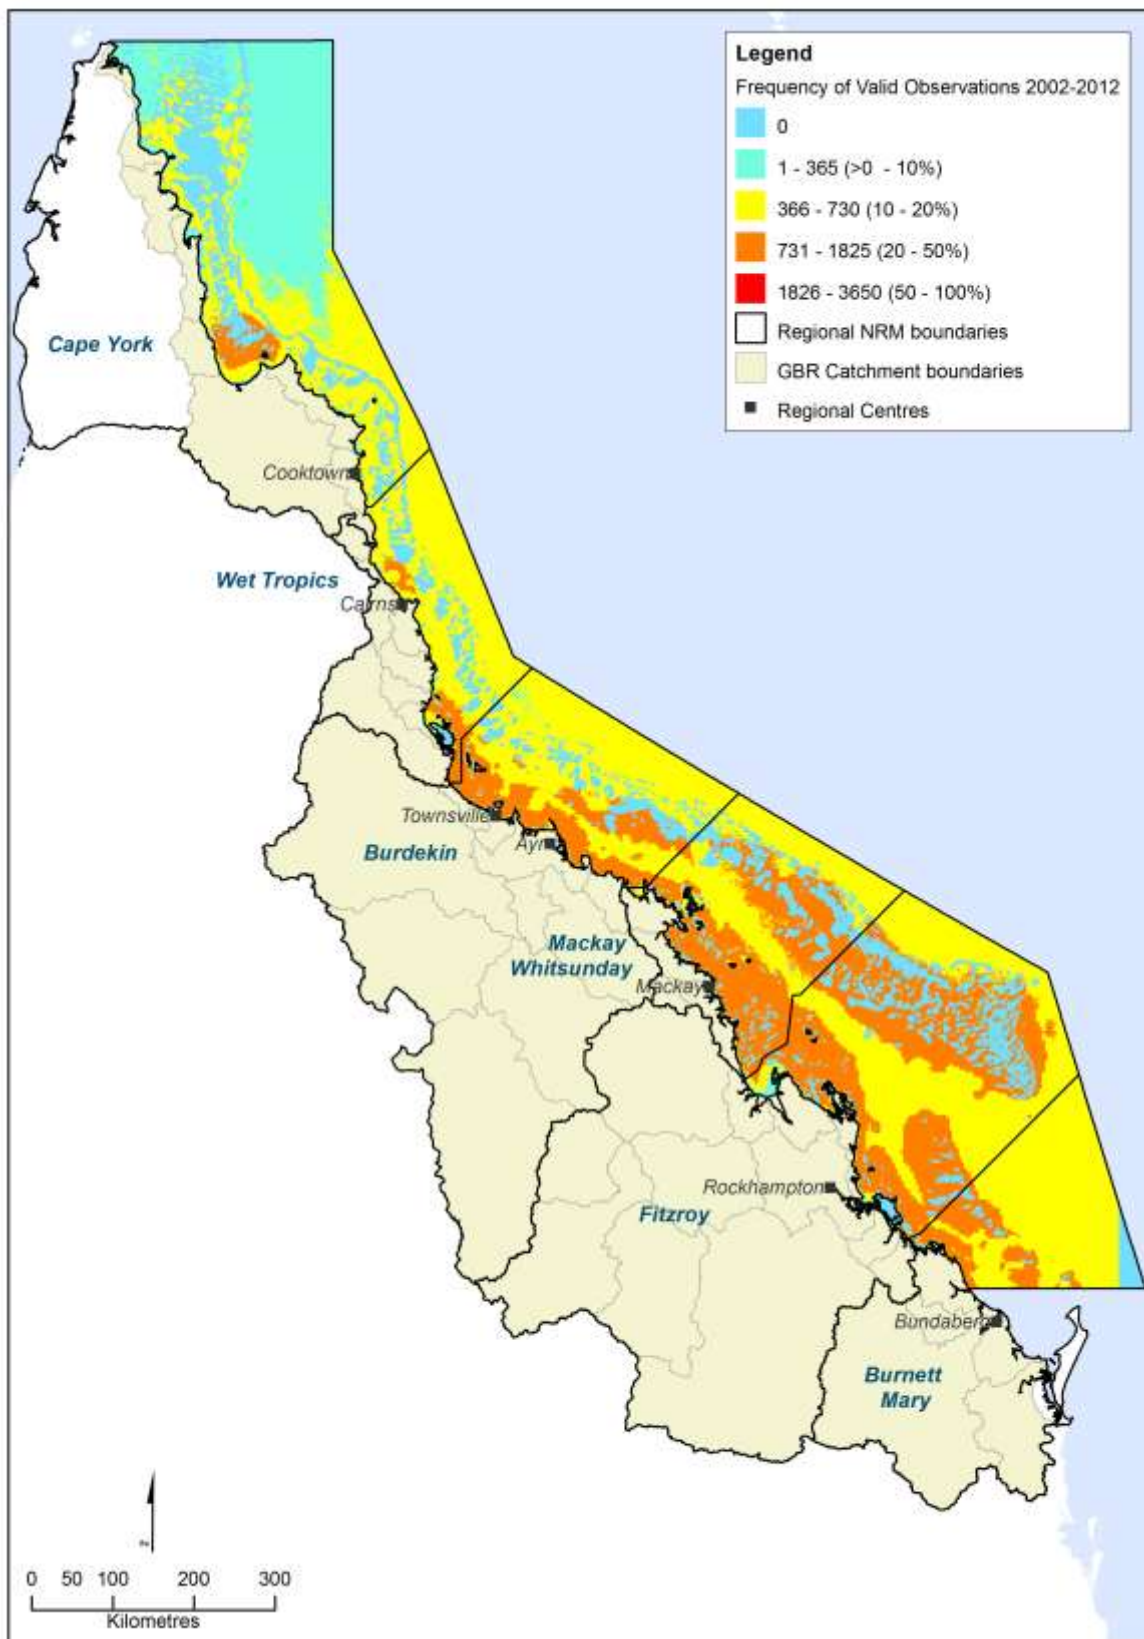 Legend
Frequency of Valid Observations 2002-2012
0
1 - 365 (>0 - 10%)
366 - 730 (10 - 20%)
731 - 1825 (20 - 50%)
1826 - 3650 (50 - 100%)
Regional NRM boundaries
GBR Catchment boundaries
Regional Centres
Cape York
Cooktown
Wet Tropics
Cairns
Townsville
Ayr
Burdekin
Mackay
Whitsunday
Mackay
Rockhampton
Fitzroy
Bundaberg
Burnett
Mary
0 50 100 200 300
Kilometres